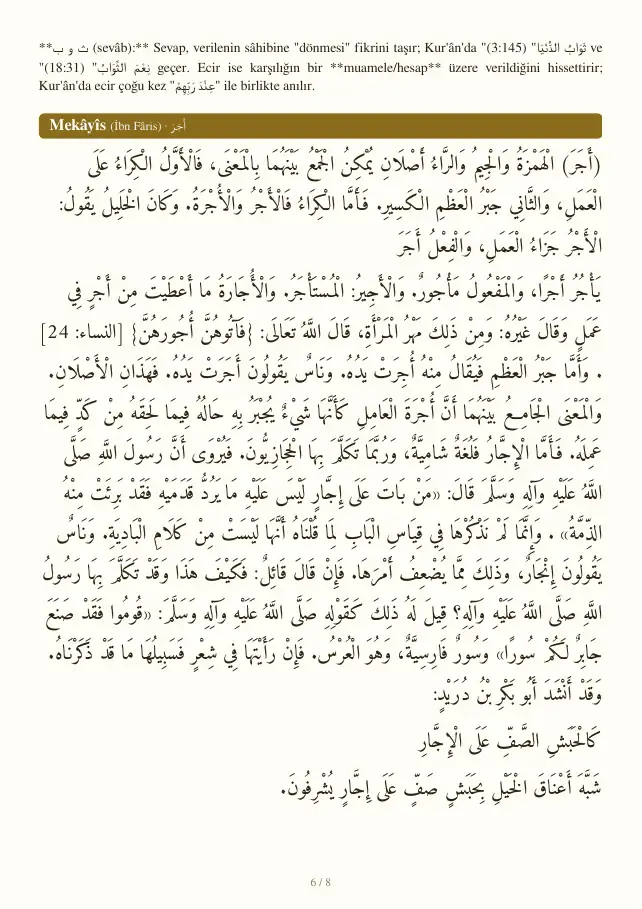 **ث و ب (sevâb):** Sevap, verilenin sâhibine "dönmesi" fikrini taşır; Kur'ân'da "ثَوَابُ الدُّنْيَا" (3:145) ve
"نِعْمَ الثَّوَابُ" (18:31) geçer. Ecir ise karşılığın bir **muamele/hesap** üzere verildiğini hissettirir;
Kur'ân'da ecir çoğu kez "عِنْدَ رَبِّهِمْ" ile birlikte anılır.
Mekâyîs (İbn Fâris) · أَجَرَ
(أَجَرَ) الْهَمْزَةُ وَالْجِيمُ وَالرَّاءُ أَصْلَانِ يُمْكِنُ الْجَمْعُ بَيْنَهُمَا بِالْمَعْنَى، فَالْأَوَّلُ الْكِرَاءُ عَلَى
الْعَمَلِ، وَالثَّانِي جَبْرُ الْعَظْمِ الْكَسِيرِ. فَأَمَّا الْكِرَاءُ فَالْأَجْرُ وَالْأُجْرَةُ. وَكَانَ الْخَلِيلُ يَقُولُ:
الْأَجْرُ جَزَاءُ الْعَمَلِ، وَالْفِعْلُ أَجَرَ
يَأْجُرُ أَجْرًا، وَالْمَفْعُولُ مَأْجُورٌ. وَالْأَجِيرُ: الْمُسْتَأْجَرُ. وَالْأُجَارَةُ مَا أَعْطَيْتَ مِنْ أَجْرٍ فِي
عَمَلٍ وَقَالَ غَيْرُهُ: وَمِنْ ذَلِكَ مَهْرُ الْمَرْأَةِ، قَالَ اللَّهُ تَعَالَى: {فَآتُوهُنَّ أُجُورَهُنَّ} [النساء: 24]
. وَأَمَّا جَبْرُ الْعَظْمِ فَيُقَالُ مِنْهُ أُجِرَتْ يَدُهُ. وَنَاسٌ يَقُولُونَ أَجَرَتْ يَدُهُ. فَهَذَانِ الْأَصْلَانِ.
وَالْمَعْنَى الْجَامِعُ بَيْنَهُمَا أَنَّ أُجْرَةَ الْعَامِلِ كَأَنَّهَا شَيْءٌ يُجْبَرُ بِهِ حَالُهُ فِيمَا لَحِقَهُ مِنْ كَدٍّ فِيمَا
عَمِلَهُ. فَأَمَّا الْإِجَّارُ فَلُغَةٌ شَامِيَّةٌ، وَرُبَّمَا تَكَلَّمَ بِهَا الْحِجَازِيُّونَ. فَيُرْوَى أَنَّ رَسُولَ اللَّهِ صَلَّى
اللَّهُ عَلَيْهِ وَآلِهِ وَسَلَّمَ قَالَ: «مَنْ بَاتَ عَلَى إِجَّارٍ لَيْسَ عَلَيْهِ مَا يَرُدُّ قَدَمَيْهِ فَقَدْ بَرِئَتْ مِنْهُ
الذِّمَّةُ» . وَإِنَّمَا لَمْ نَذْكُرْهَا فِي قِيَاسِ الْبَابِ لِمَا قُلْنَاهُ أَنَّهَا لَيْسَتْ مِنْ كَلَامِ الْبَادِيَةِ. وَنَاسٌ
يَقُولُونَ إِنْجَارٌ، وَذَلِكَ مِمَّا يُضْعِفُ أَمْرَهَا. فَإِنْ قَالَ قَائِلٌ: فَكَيْفَ هَذَا وَقَدْ تَكَلَّمَ بِهَا رَسُولُ
اللَّهِ صَلَّى اللَّهُ عَلَيْهِ وَآلِهِ؟ قِيلَ لَهُ ذَلِكَ كَقَوْلِهِ صَلَّى اللَّهُ عَلَيْهِ وَآلِهِ وَسَلَّمَ: «قُومُوا فَقَدْ صَنَعَ
جَابِرٌ لَكُمْ سُورًا» وَسُورٌ فَارِسِيَّةٌ، وَهُوَ الْعُرْسُ. فَإِنْ رَأَيْتَهَا فِي شِعْرٍ فَسَبِيلُهَا مَا قَدْ ذَكَرْنَاهُ.
وَقَدْ أَنْشَدَ أَبُو بَكْرِ بْنُ دُرَيْدٍ:
كَالْحَبَشِ الصَّفِّ عَلَى الْإِجَّارِ
شَبَّهَ أَعْنَاقَ الْخَيْلِ بِحَبَشٍ صَفٍّ عَلَى إِجَّارٍ يُشْرِفُونَ.
6 / 8